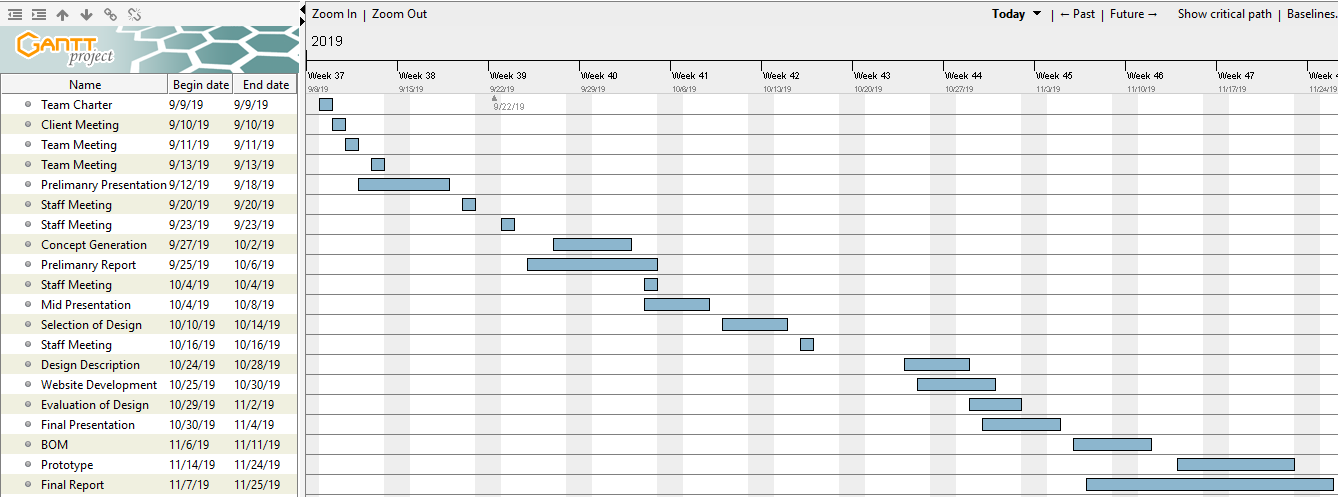 Zoom In | Zoom Out
Today | ← Past | Future → Show critical path | Baselines.
GANTT
project
2019
Name Begin date End date
Week 37 Week 38 Week 39 Week 40 Week 41 Week 42 Week 43 Week 44 Week 45 Week 46 Week 47 Week 4
9/8/19 9/15/19 9/22/19 9/29/19 10/6/19 10/13/19 10/20/19 10/27/19 11/3/19 11/10/19 11/17/19 11/24/19
9/22/19
Team Charter 9/9/19 9/9/19
Client Meeting 9/10/19 9/10/19
Team Meeting 9/11/19 9/11/19
Team Meeting 9/13/19 9/13/19
Prelimanry Presentation 9/12/19 9/18/19
Staff Meeting 9/20/19 9/20/19
Staff Meeting 9/23/19 9/23/19
Concept Generation 9/27/19 10/2/19
Prelimanry Report 9/25/19 10/6/19
Staff Meeting 10/4/19 10/4/19
Mid Presentation 10/4/19 10/8/19
Selection of Design 10/10/19 10/14/19
Staff Meeting 10/16/19 10/16/19
Design Description 10/24/19 10/28/19
Website Development 10/25/19 10/30/19
Evaluation of Design 10/29/19 11/2/19
Final Presentation 10/30/19 11/4/19
BOM 11/6/19 11/11/19
Prototype 11/14/19 11/24/19
Final Report 11/7/19 11/25/19